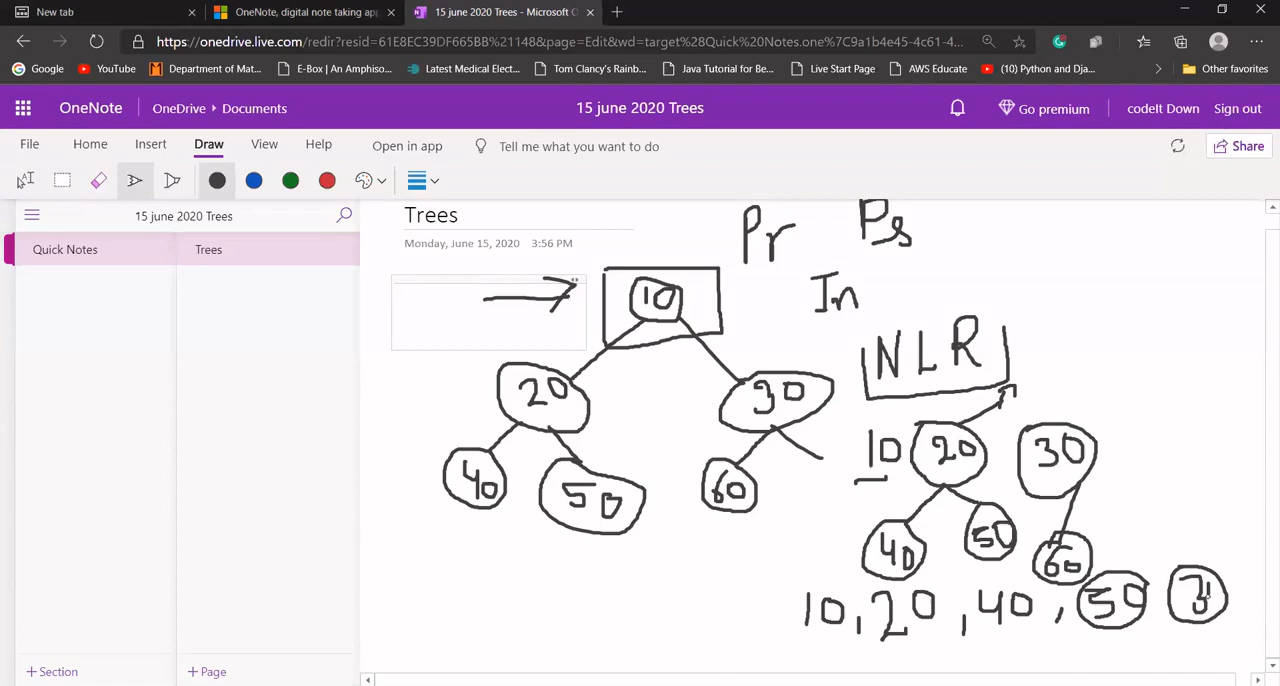 New tab
OneNote, digital note taking app
15 june 2020 Trees - Microsoft O
https://onedrive.live.com/redir?resid=61E8EC39DF665BB%21148&page=Edit&wd=target%28Quick%20Notes.one%7C9a1b4e45-4c61-4...
Google
YouTube
Department of Mat...
E-Box | An Amphiso...
Latest Medical Elect...
Tom Clancy's Rainb...
Java Tutorial for Be...
Live Start Page
AWS Educate
(10) Python and Dja...
Other favorites
OneNote
OneDrive › Documents
15 june 2020 Trees
Go premium
codeIt Down
Sign out
File
Home
Insert
Draw
View
Help
Open in app
Tell me what you want to do
Share
15 june 2020 Trees
Quick Notes
Trees
+ Section
+ Page
Trees
Monday, June 15, 2020 3:56 PM
Pr Ps
In
10
20 30
40 50 60
NLR
10 20 30
40 50 60
10, 20, 40, 50